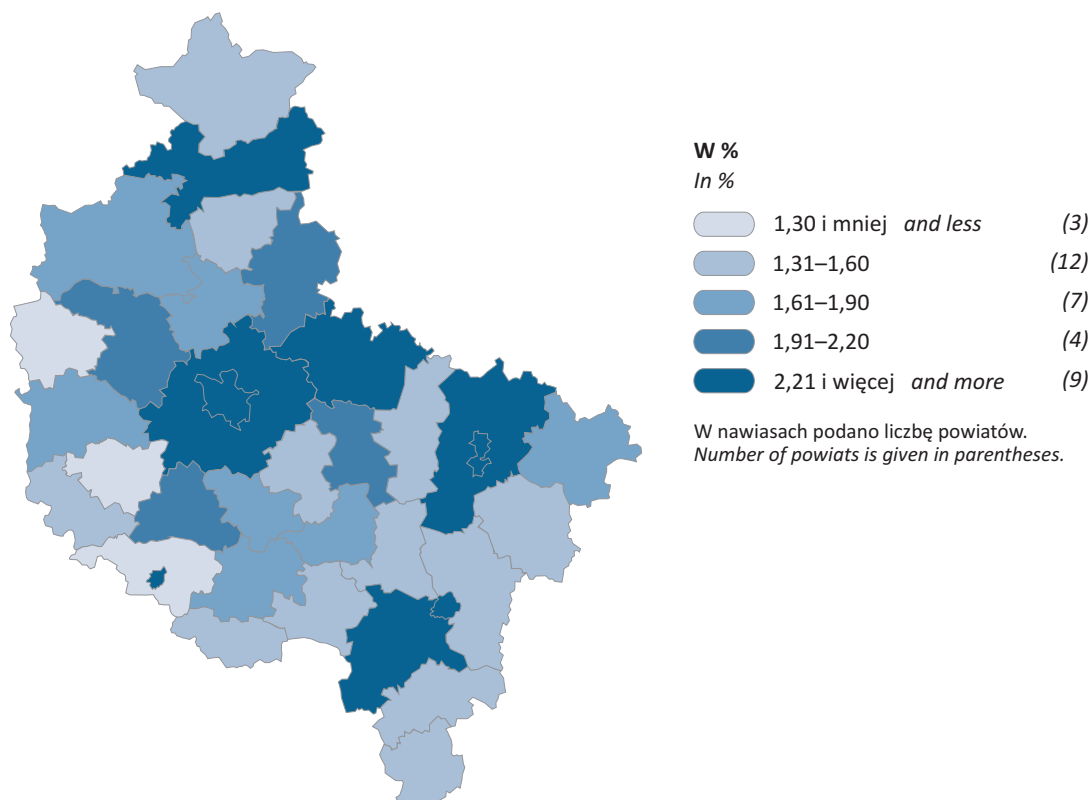 W %
In %
1,30 i mniej and less (3)
1,31–1,60 (12)
1,61–1,90 (7)
1,91–2,20 (4)
2,21 i więcej and more (9)
W nawiasach podano liczbę powiatów.
Number of powiats is given in parentheses.